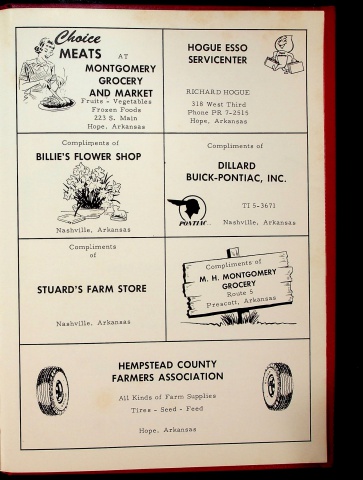 Choice
MEATS AT
MONTGOMERY
GROCERY
AND MARKET
Fruits - Vegetables
Frozen Foods
223 S. Main
Hope, Arkansas
HOGUE ESSO
SERVICENTER
RICHARD HOGUE
318 West Third
Phone PR 7-2515
Hope, Arkansas
Compliments of
BILLIE'S FLOWER SHOP
Nashville, Arkansas
Compliments of
DILLARD
BUICK-PONTIAC, INC.
TI 5-3671
PONTIAC
Nashville, Arkansas
Compliments
of
STUARD'S FARM STORE
Nashville, Arkansas
Compliments of
M. H. MONTGOMERY
GROCERY
Route 5
Prescott, Arkansas
HEMPSTEAD COUNTY
FARMERS ASSOCIATION
All Kinds of Farm Supplies
Tires - Seed - Feed
Hope, Arkansas